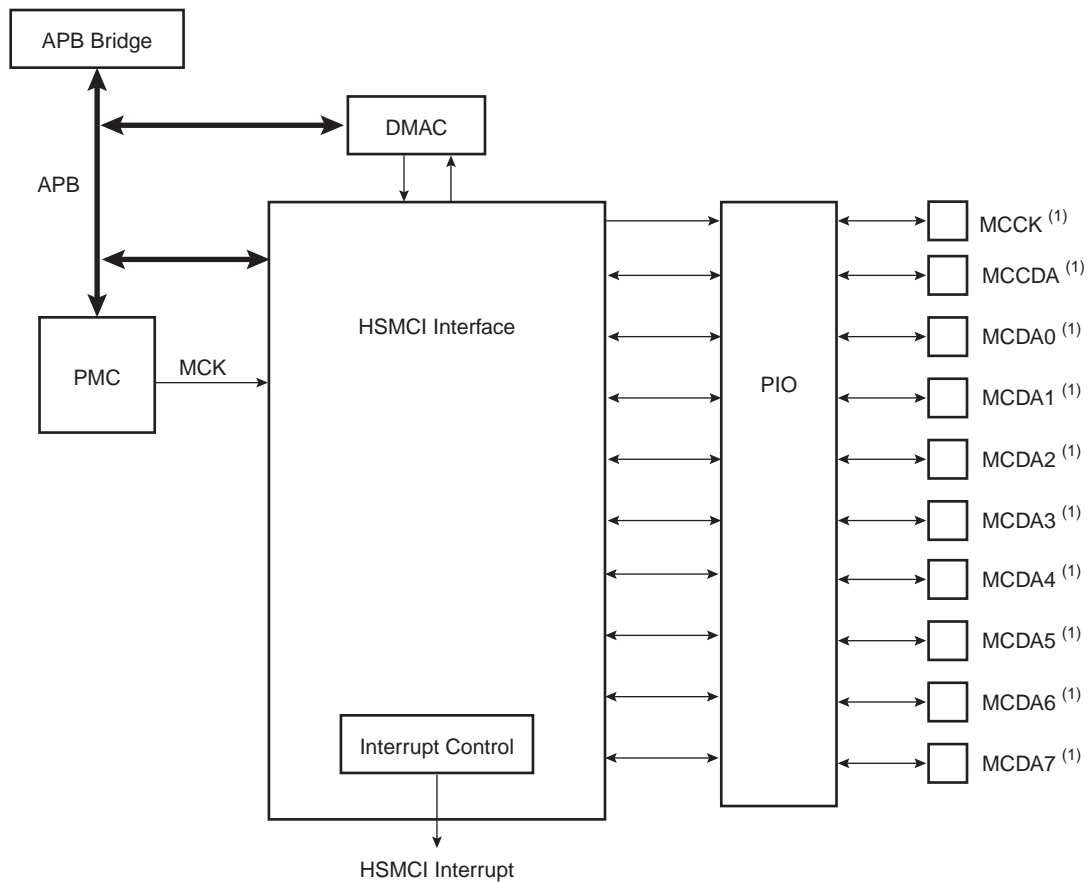 APB Bridge
DMAC
APB
MCCK (1)
MCCDA (1)
HSMCI Interface
MCDA0 (1)
MCK
PMC
PIO
MCDA1 (1)
MCDA2 (1)
MCDA3 (1)
MCDA4 (1)
MCDA5 (1)
MCDA6 (1)
Interrupt Control
MCDA7 (1)
HSMCI Interrupt